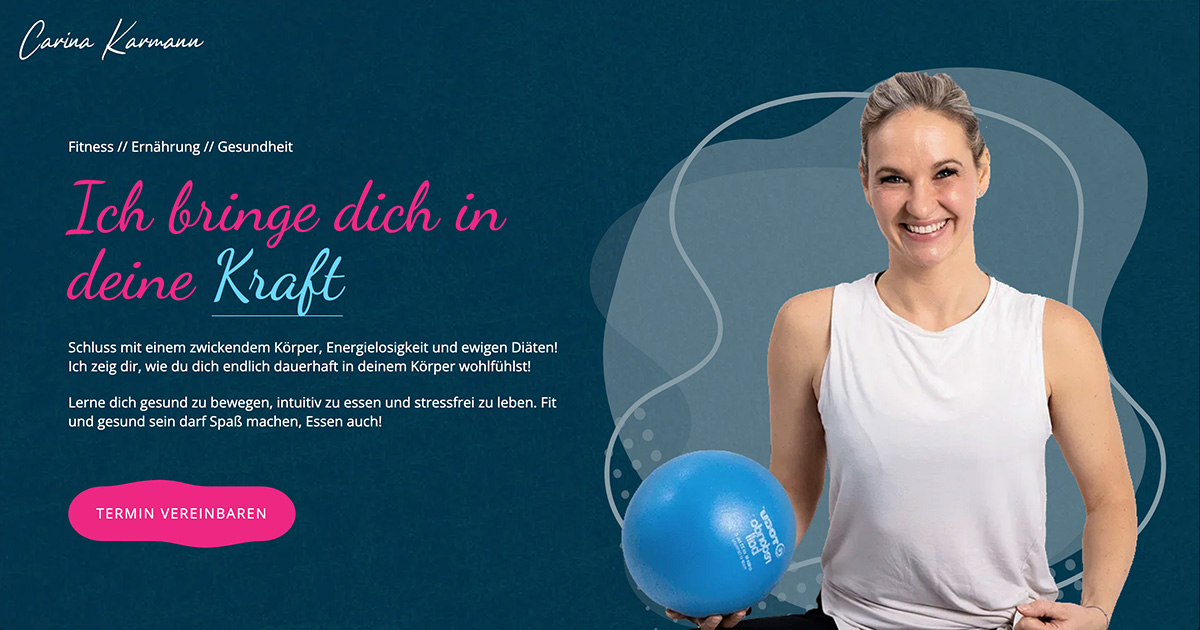 Carina Karmann
Fitness // Ernährung // Gesundheit
Ich bringe dich in
deine Kraft
Schluss mit einem zwickendem Körper, Energielosigkeit und ewigen Diäten!
Ich zeig dir, wie du dich endlich dauerhaft in deinem Körper wohlfühlst!
Lerne dich gesund zu bewegen, intuitiv zu essen und stressfrei zu leben. Fit
und gesund sein darf Spaß machen, Essen auch!
TERMIN VEREINBAREN